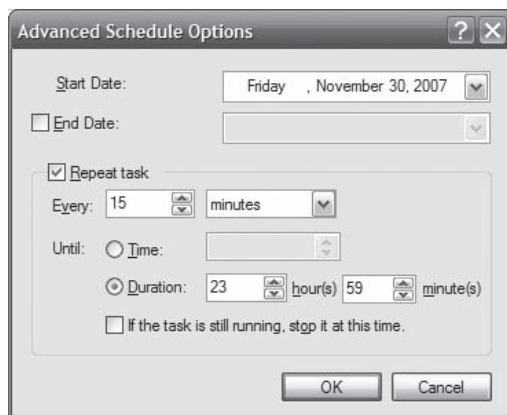 Advanced Schedule Options
Start Date: Friday , November 30, 2007
End Date:
Repeat task
Every: 15 minutes
Until: Time:
Duration: 23 hour(s) 59 minute(s)
If the task is still running, stop it at this time.
OK Cancel